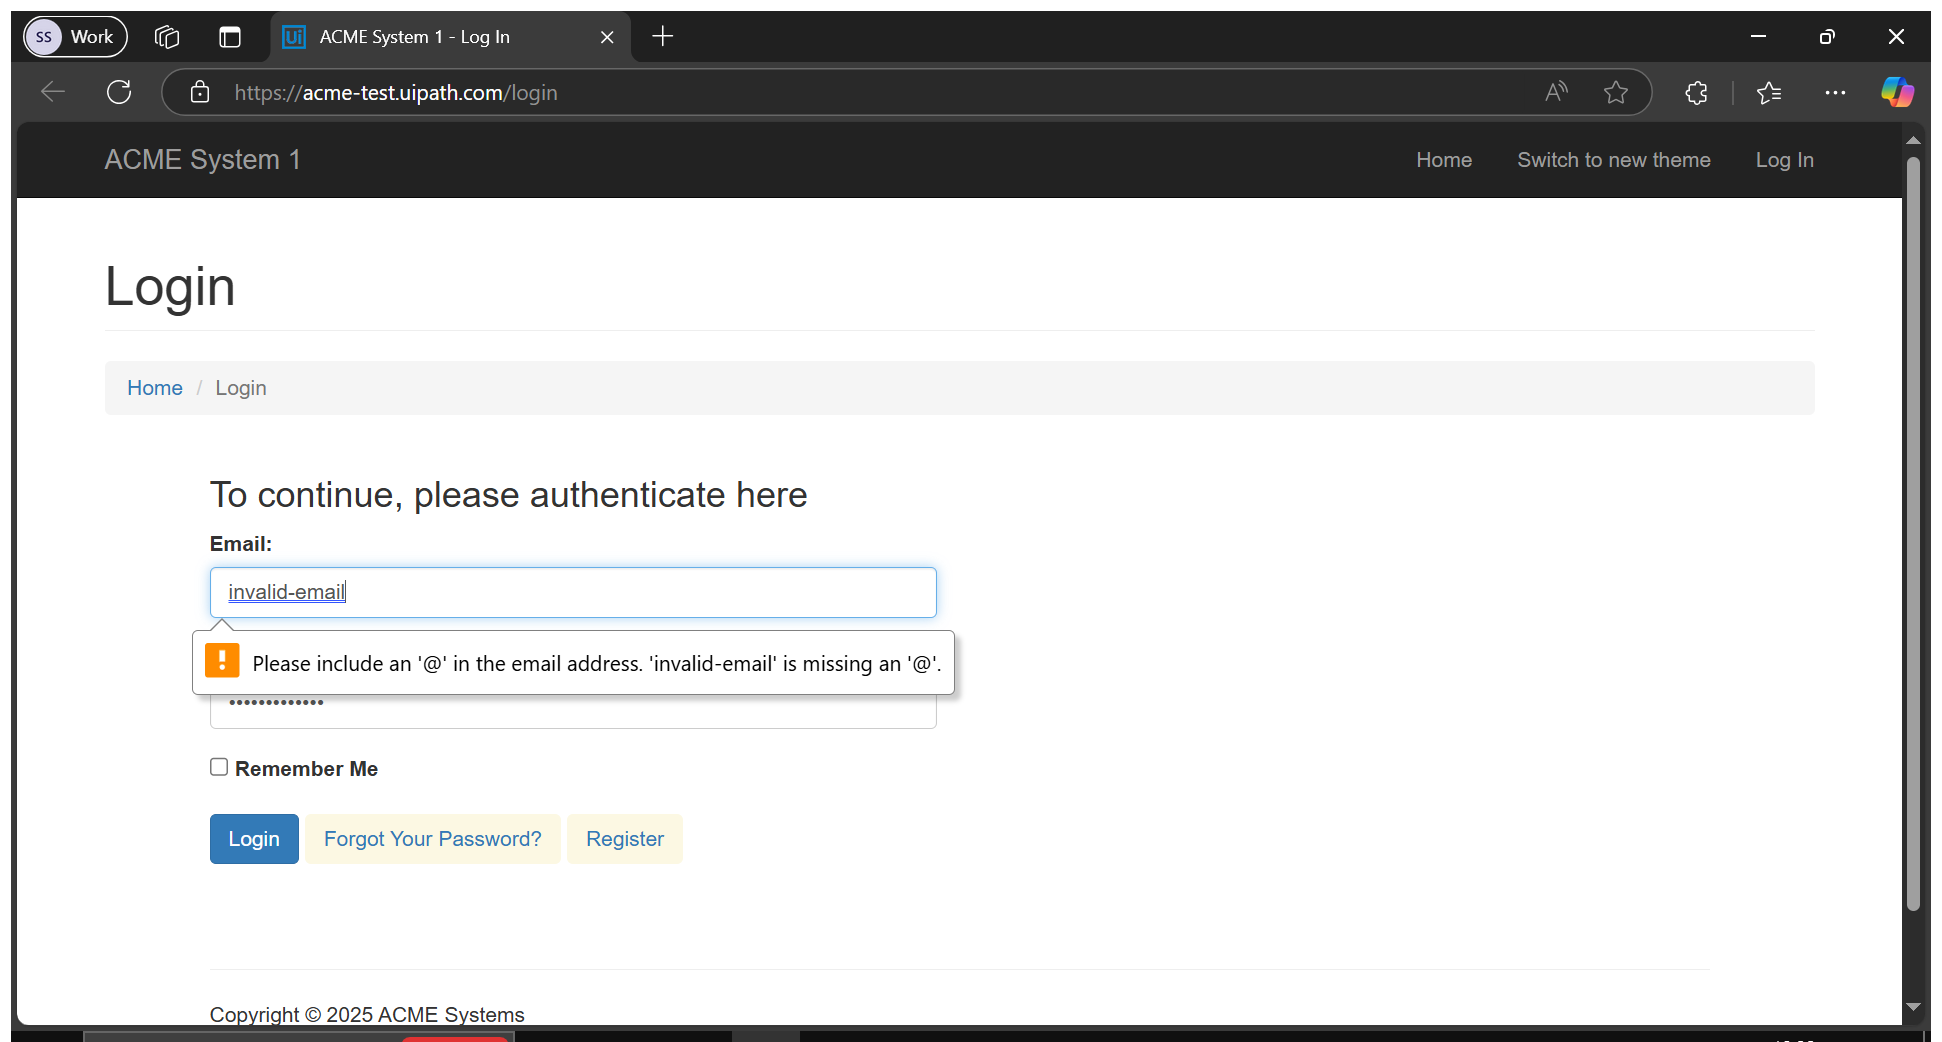 SS Work
Ui ACME System 1 - Log In
https://acme-test.uipath.com/login
ACME System 1
Home Switch to new theme Log In
Login
Home / Login
To continue, please authenticate here
Email:
invalid-email
! Please include an '@' in the email address. 'invalid-email' is missing an '@'.
•••••••••••••
Remember Me
Login Forgot Your Password? Register
Copyright © 2025 ACME Systems